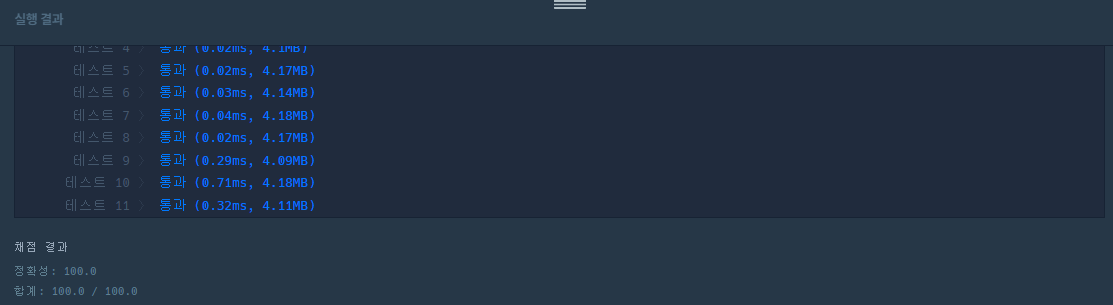 실행 결과
테스트 4 〉 통과 (0.02ms, 4.1MB)
테스트 5 〉 통과 (0.02ms, 4.17MB)
테스트 6 〉 통과 (0.03ms, 4.14MB)
테스트 7 〉 통과 (0.04ms, 4.18MB)
테스트 8 〉 통과 (0.02ms, 4.17MB)
테스트 9 〉 통과 (0.29ms, 4.09MB)
테스트 10 〉 통과 (0.71ms, 4.18MB)
테스트 11 〉 통과 (0.32ms, 4.11MB)
채점 결과
정확성: 100.0
합계: 100.0 / 100.0